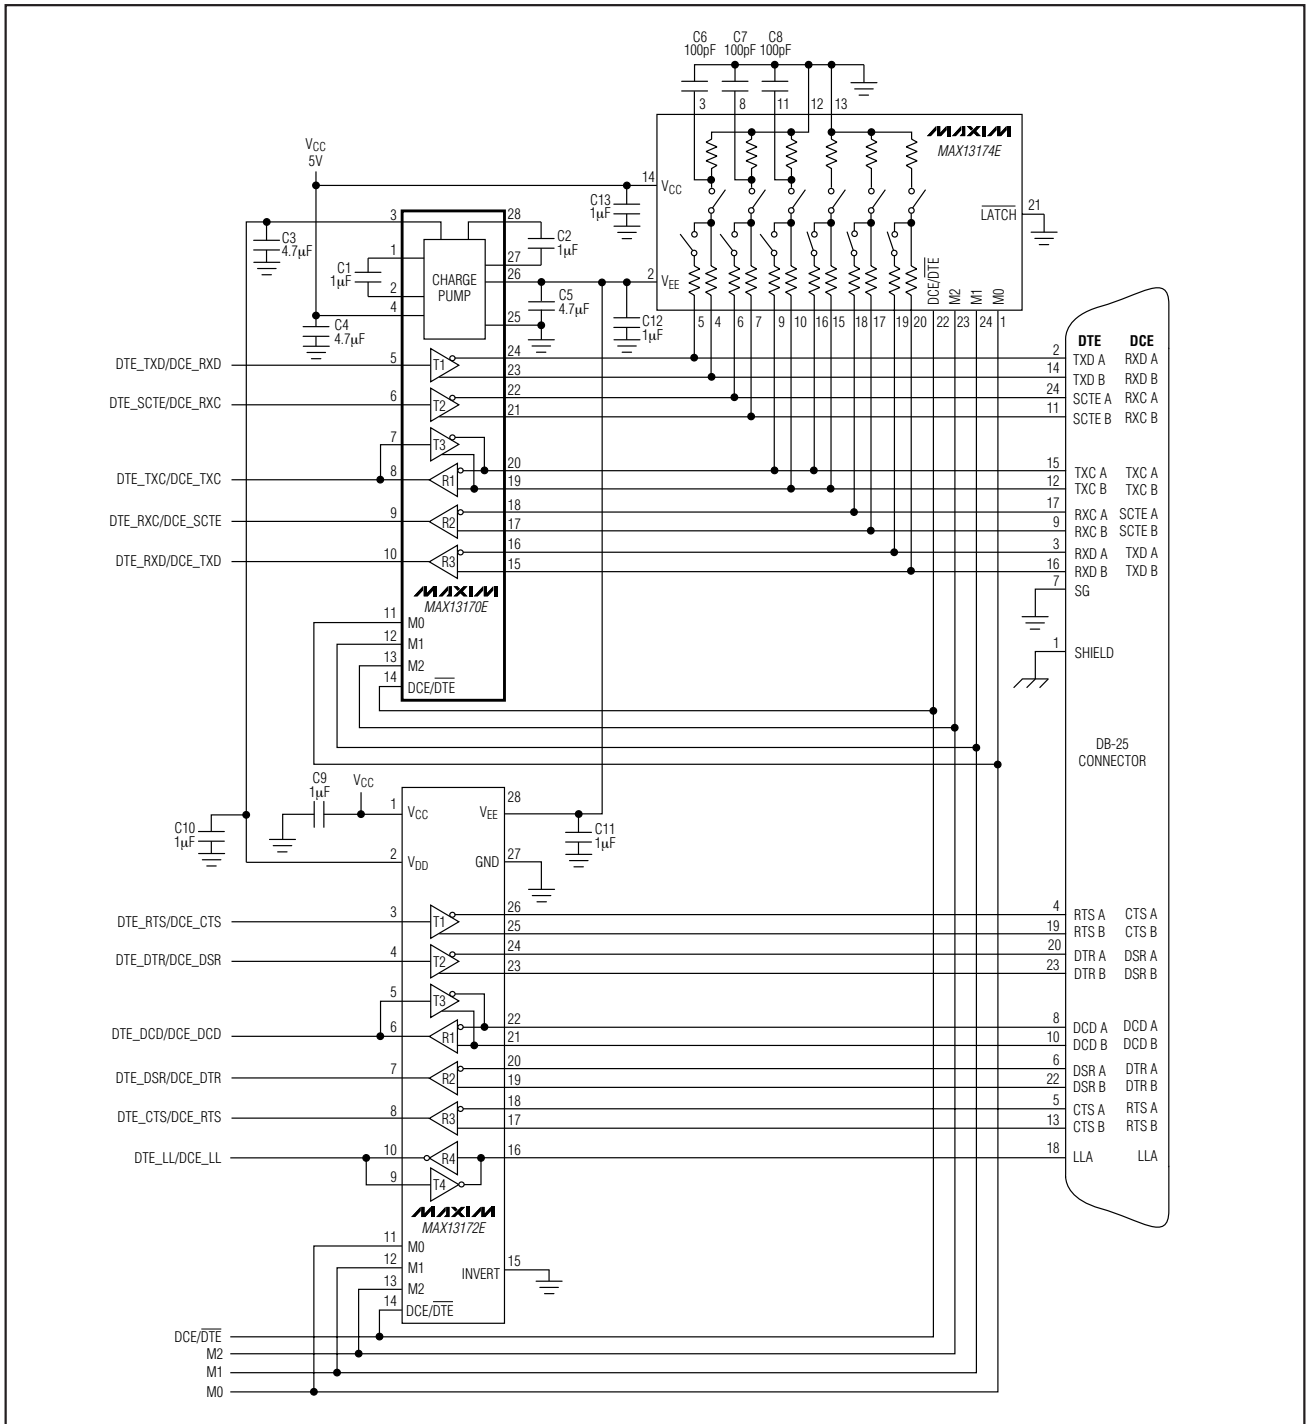 C6 C7 C8
100pF 100pF 100pF
3 8 11 12 13
MAXIM
MAX13174E
VCC
5V
14 VCC
C13
1μF
LATCH 21
3 28
C3
4.7μF
C2
1μF
1 27
C1
1μF
CHARGE
PUMP
26
2 VEE
2
4
C5
4.7μF
25
C4
4.7μF
C12
1μF
DCE/DTE M2 M1 M0
5 4 6 7 9 10 16 15 18 17 19 20 22 23 24 1
DTE DCE
DTE_TXD/DCE_RXD 5 T1 24 2 TXD A RXD A
23 14 TXD B RXD B
DTE_SCTE/DCE_RXC 6 T2 22 24 SCTE A RXC A
21 11 SCTE B RXC B
7 T3
DTE_TXC/DCE_TXC 8 R1 20 15 TXC A TXC A
19 12 TXC B TXC B
DTE_RXC/DCE_SCTE 9 R2 18 17 RXC A SCTE A
17 9 RXC B SCTE B
DTE_RXD/DCE_TXD 10 R3 16 3 RXD A TXD A
15 16 RXD B TXD B
7 SG
MAXIM
MAX13170E
11 M0
12 M1
13 M2
14 DCE/DTE
1 SHIELD
DB-25
CONNECTOR
C9
1μF
VCC
1 VCC VEE 28
C10
1μF
C11
1μF
2 VDD GND 27
DTE_RTS/DCE_CTS 3 T1 26 4 RTS A CTS A
25 19 RTS B CTS B
DTE_DTR/DCE_DSR 4 T2 24 20 DTR A DSR A
23 23 DTR B DSR B
5 T3
DTE_DCD/DCE_DCD 6 R1 22 8 DCD A DCD A
21 10 DCD B DCD B
DTE_DSR/DCE_DTR 7 R2 20 6 DSR A DTR A
19 22 DSR B DTR B
DTE_CTS/DCE_RTS 8 R3 18 5 CTS A RTS A
17 13 CTS B RTS B
DTE_LL/DCE_LL 10 R4 16 18 LLA LLA
9 T4
MAXIM
MAX13172E
11 M0
12 M1
INVERT 15
13 M2
14 DCE/DTE
DCE/DTE
M2
M1
M0